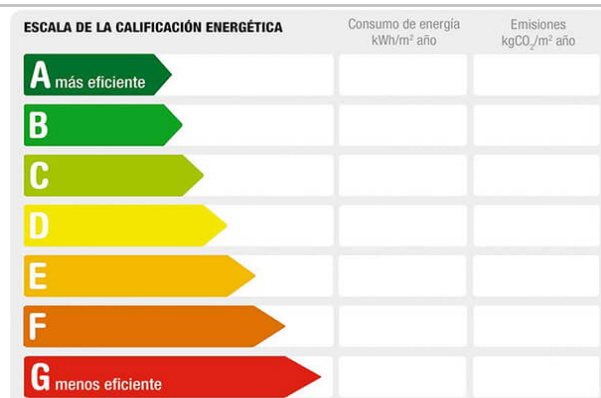 ESCALA DE LA CALIFICACIÓN ENERGÉTICA
Consumo de energía
kWh/m² año
Emisiones
kgCO₂/m² año
A más eficiente
B
C
D
E
F
G menos eficiente